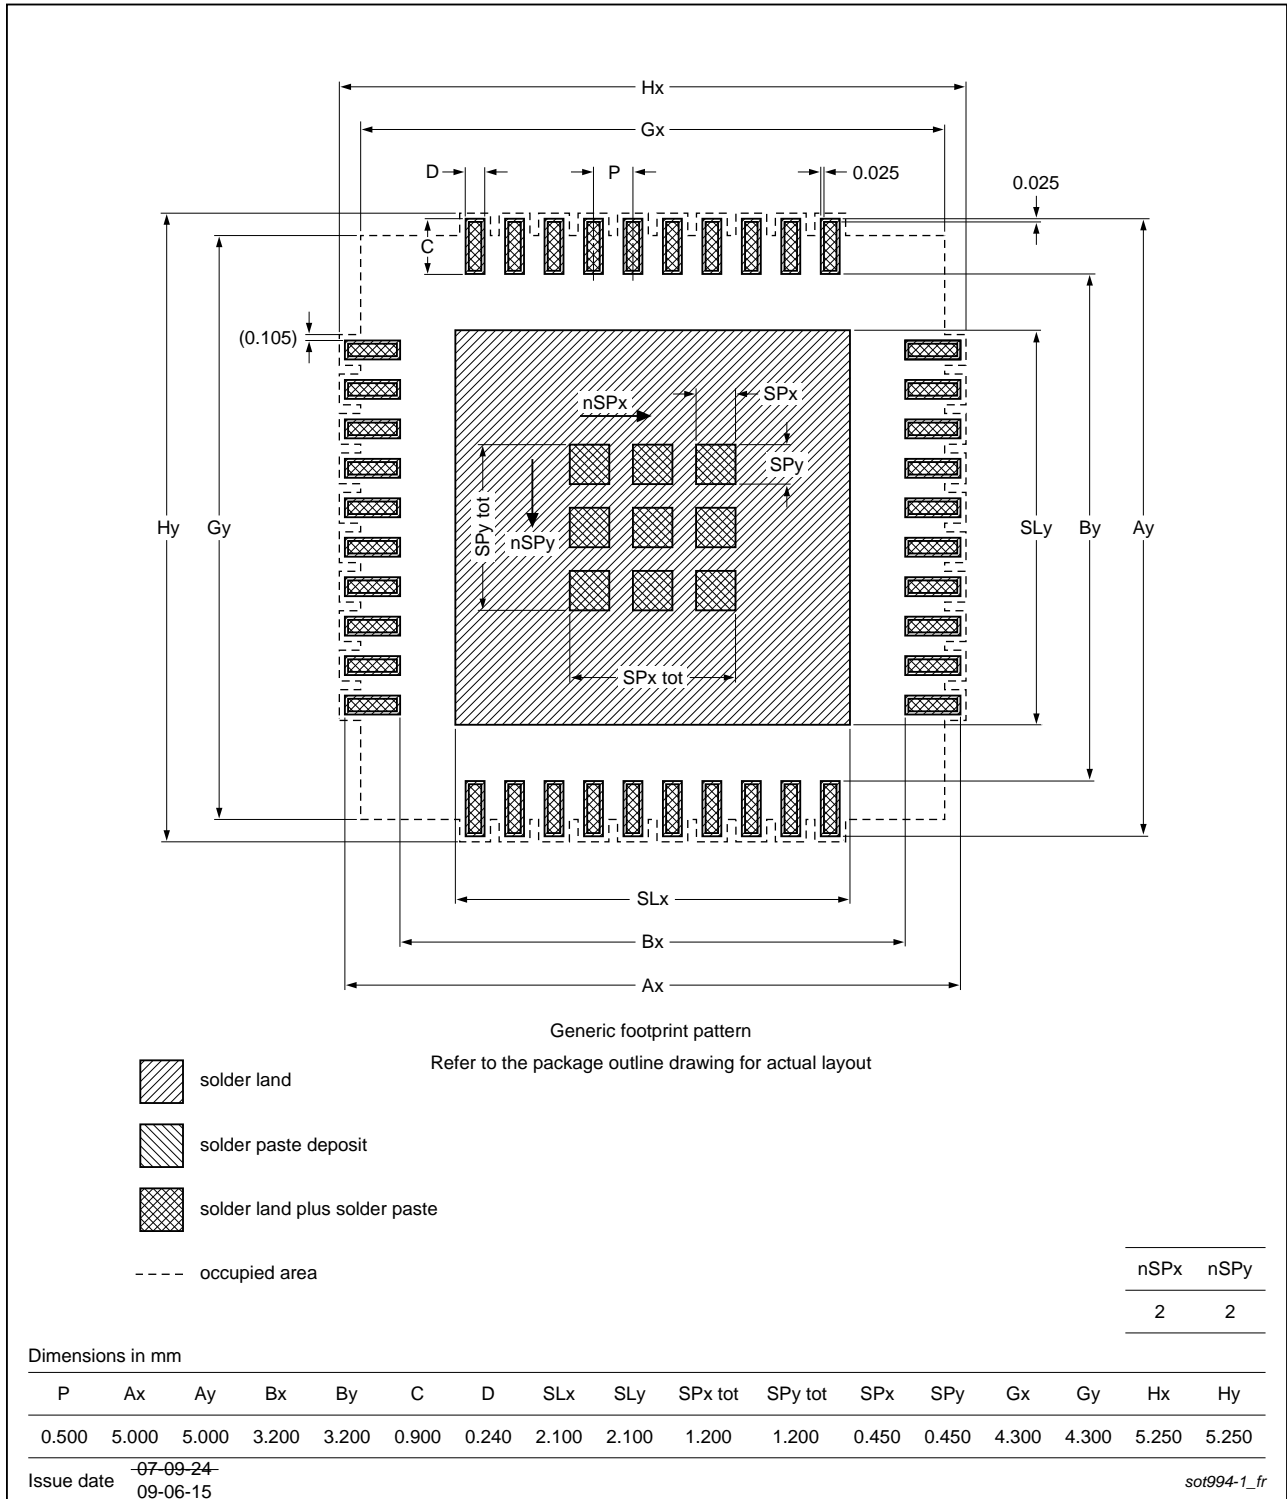 Hx
Gx
D
P
0.025
0.025
C
(0.105)
nSPx
SPx
SPy
SPy tot
nSPy
Hy
Gy
SLy
By
Ay
SPx tot
SLx
Bx
Ax
Generic footprint pattern
Refer to the package outline drawing for actual layout
solder land
solder paste deposit
solder land plus solder paste
occupied area
nSPx nSPy
2 2
Dimensions in mm
P Ax Ay Bx By C D SLx SLy SPx tot SPy tot SPx SPy Gx Gy Hx Hy
0.500 5.000 5.000 3.200 3.200 0.900 0.240 2.100 2.100 1.200 1.200 0.450 0.450 4.300 4.300 5.250 5.250
Issue date 07-09-24
09-06-15
sot994-1_fr